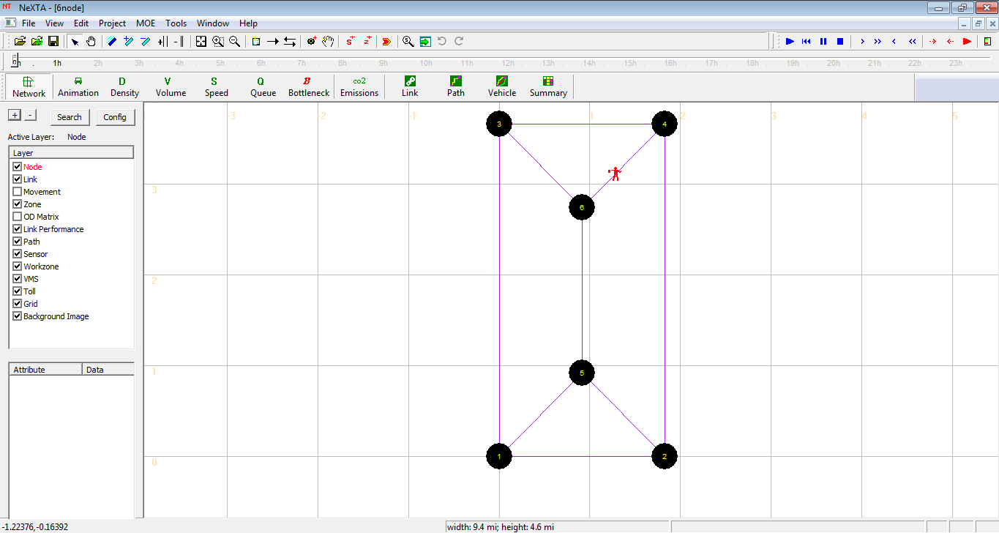 NT NeXTA - [6node]
File View Edit Project MOE Tools Window Help
1h 2h 3h 4h 5h 6h 7h 8h 9h 10h 11h 12h 13h 14h 15h 16h 17h 18h 19h 20h 21h 22h 23h
D V S Q B co2
Network Animation Density Volume Speed Queue Bottleneck Emissions Link Path Vehicle Summary
+ - Search Config
Active Layer: Node
Layer
Node
Link
Movement
Zone
OD Matrix
Link Performance
Path
Sensor
Workzone
VMS
Toll
Grid
Background Image
Attribute Data
-3 -2 -1 1 2 3 4 5
3 4
3
6
2
1
5
0
1 2
-1.22376,-0.16392 width: 9.4 mi; height: 4.6 mi